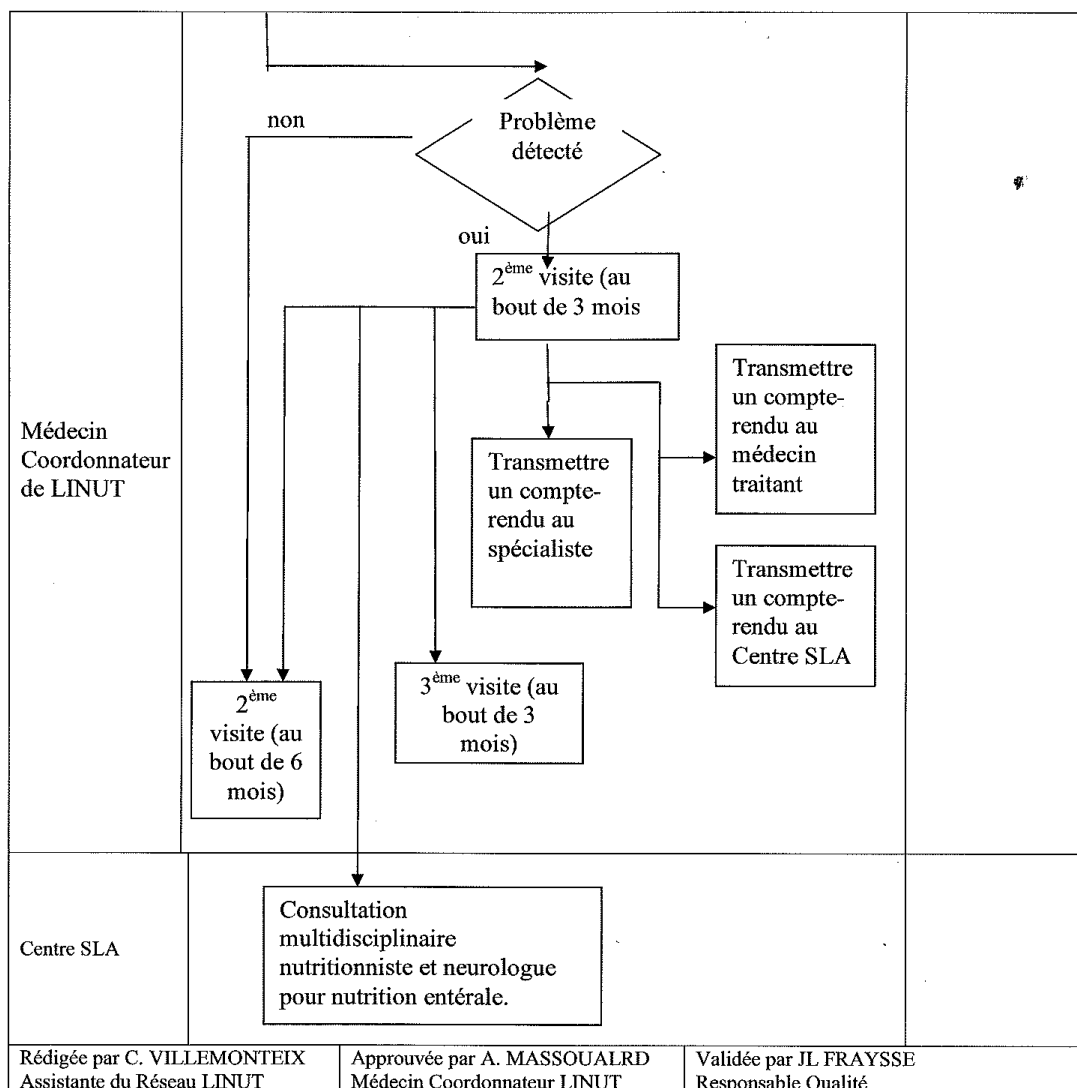 Problème
détecté
non
oui
2ème visite (au
bout de 3 mois
Médecin
Coordonnateur
de LINUT
Transmettre
un compte-
rendu au
spécialiste
Transmettre
un compte-
rendu au
médecin
traitant
Transmettre
un compte-
rendu au
Centre SLA
2ème
visite (au
bout de 6
mois)
3ème visite (au
bout de 3
mois)
Centre SLA
Consultation
multidisciplinaire
nutritionniste et neurologue
pour nutrition entérale.
Rédigée par C. VILLEMONTEIX
Assistante du Réseau LINUT
Approuvée par A. MASSOUALRD
Médecin Coordonnateur LINUT
Validée par JL FRAYSSE
Responsable Qualité